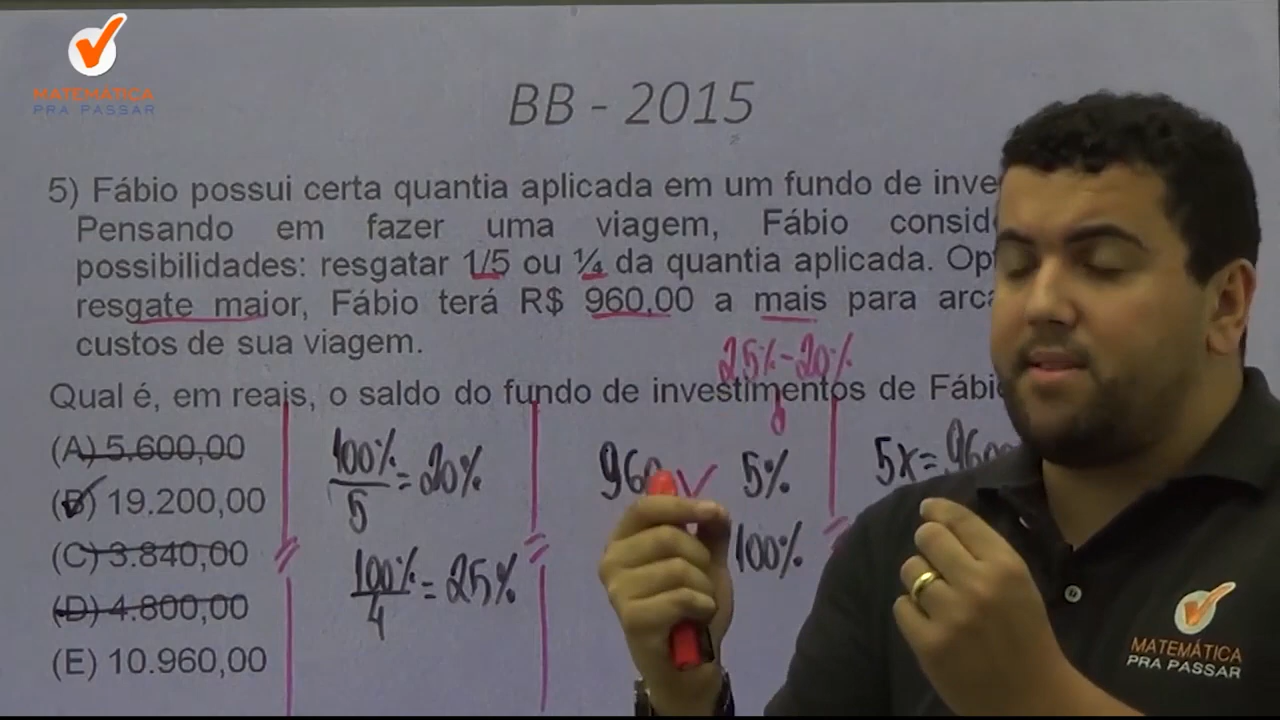 MATEMÁTICA
PRA PASSAR
BB - 2015
5) Fábio possui certa quantia aplicada em um fundo de inve
Pensando em fazer uma viagem, Fábio consid
possibilidades: resgatar 1/5 ou ¼ da quantia aplicada. Op
resgate maior, Fábio terá R$ 960,00 a mais para arca
custos de sua viagem.
25%-20%
Qual é, em reais, o saldo do fundo de investimentos de Fábi
(A) 5.600,00
(B) 19.200,00
(C) 3.840,00
(D) 4.800,00
(E) 10.960,00
100%/5 = 20%
100%/4 = 25%
960 5%
100%
5x = 9600
MATEMÁTICA
PRA PASSAR